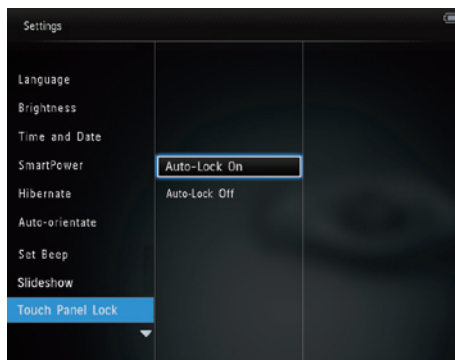 Settings
Language
Brightness
Time and Date
SmartPower
Hibernate
Auto-orientate
Set Beep
Slideshow
Touch Panel Lock
Auto-Lock On
Auto-Lock Off